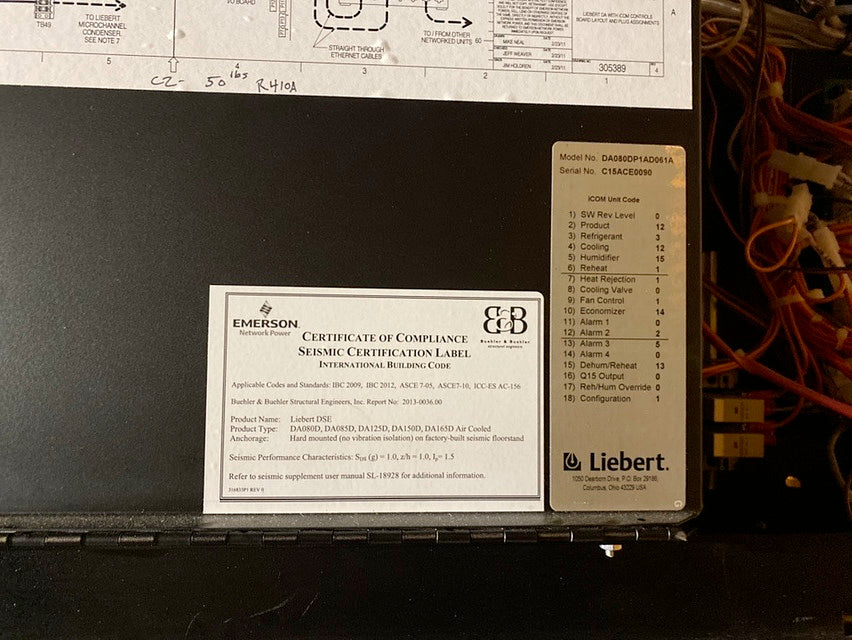 TB49
TO LIEBERT
MICROCHANNEL
CONDENSER.
SEE NOTE 7
STRAIGHT THROUGH
ETHERNET CABLES
TO / FROM OTHER
NETWORKED UNITS
60
LIEBERT DA WITH ICOM CONTROLS
BOARD LAYOUT AND PLUG ASSIGNMENTS
MIKE NEAL
JEFF WEAVER
JIM HOLDREN
305389
4
A
5
4
3
2
1
C2- 50 lbs R410A
Model No. DA080DP1AD061A
Serial No. C15ACE0090
iCOM Unit Code
1) SW Rev Level 0
2) Product 12
3) Refrigerant 3
4) Cooling 12
5) Humidifier 15
6) Reheat 1
7) Heat Rejection 1
8) Cooling Valve 0
9) Fan Control 1
10) Economizer 14
11) Alarm 1 0
12) Alarm 2 2
13) Alarm 3 5
14) Alarm 4 0
15) Dehum/Reheat 13
16) Q15 Output 0
17) Reh/Hum Override 0
18) Configuration 1
Liebert.
1050 Dearborn Drive, P.O. Box 29186,
Columbus, Ohio 43229 USA
EMERSON.
Network Power
B&B
Buehler & Buehler
structural engineers
CERTIFICATE OF COMPLIANCE
SEISMIC CERTIFICATION LABEL
INTERNATIONAL BUILDING CODE
Applicable Codes and Standards: IBC 2009, IBC 2012, ASCE 7-05, ASCE7-10, ICC-ES AC-156
Buehler & Buehler Structural Engineers, Inc. Report No: 2013-0036.00
Product Name: Liebert DSE
Product Type: DA080D, DA085D, DA125D, DA150D, DA165D Air Cooled
Anchorage: Hard mounted (no vibration isolation) on factory-built seismic floorstand
Seismic Performance Characteristics: SDS (g) = 1.0, z/h = 1.0, Ip= 1.5
Refer to seismic supplement user manual SL-18928 for additional information.
316835P1 REV 0